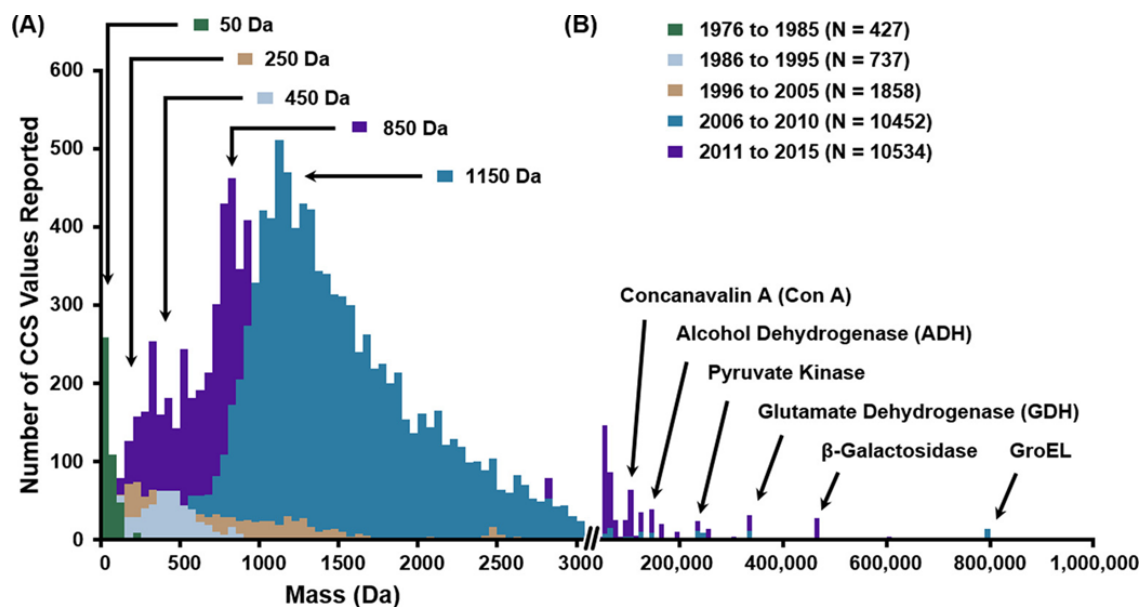 (A)
50 Da
250 Da
450 Da
850 Da
1150 Da
(B)
1976 to 1985 (N = 427)
1986 to 1995 (N = 737)
1996 to 2005 (N = 1858)
2006 to 2010 (N = 10452)
2011 to 2015 (N = 10534)
Number of CCS Values Reported
600
500
400
300
200
100
0
Concanavalin A (Con A)
Alcohol Dehydrogenase (ADH)
Pyruvate Kinase
Glutamate Dehydrogenase (GDH)
β-Galactosidase
GroEL
0 500 1000 1500 2000 2500 3000
200,000 400,000 600,000 800,000 1,000,000
Mass (Da)